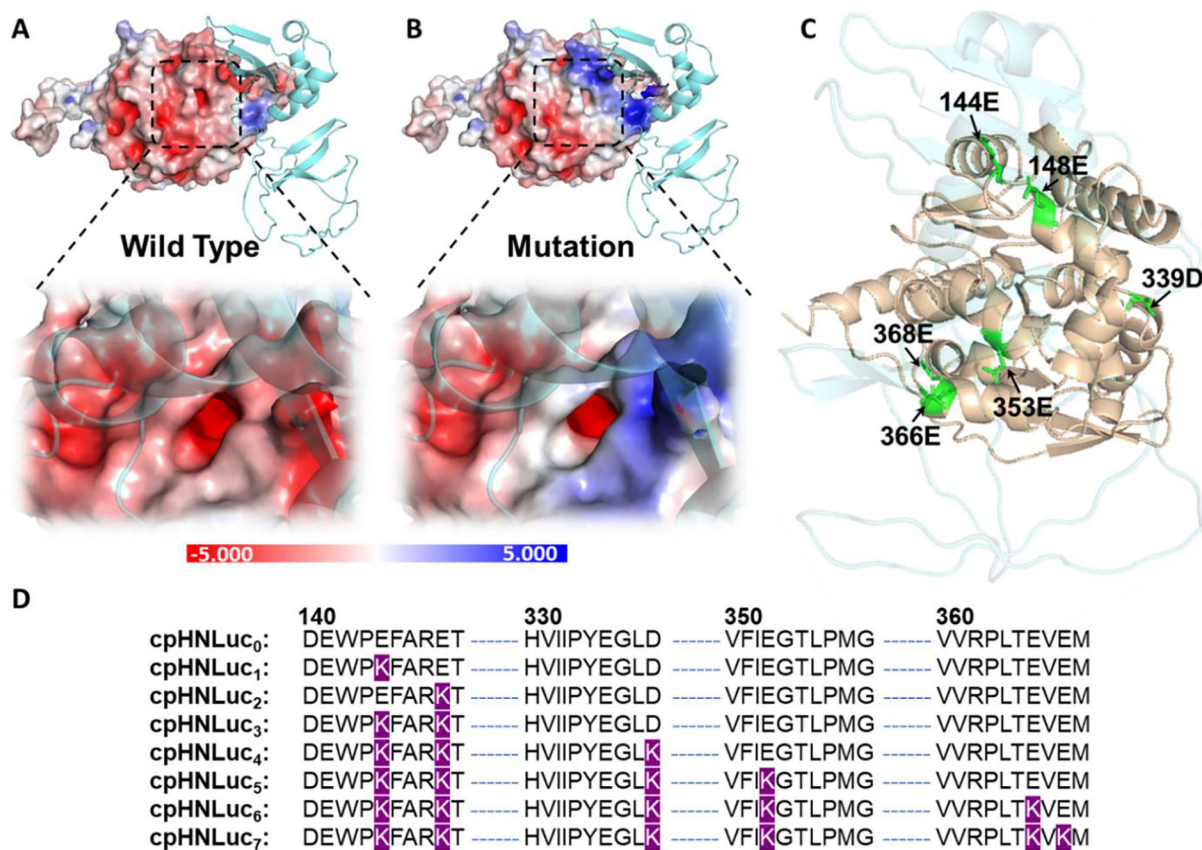 A
B
C
Wild Type
Mutation
-5.000
5.000
144E
148E
339D
368E
353E
366E
D
140 330 350 360
cpHNLuc₀: DEWPEFARET ------ HVIIPYEGLD ------ VFIEGTLPMG ------ VVRPLTEVEM
cpHNLuc₁: DEWPKFARET ------ HVIIPYEGLD ------ VFIEGTLPMG ------ VVRPLTEVEM
cpHNLuc₂: DEWPEFARKT ------ HVIIPYEGLD ------ VFIEGTLPMG ------ VVRPLTEVEM
cpHNLuc₃: DEWPKFARKT ------ HVIIPYEGLD ------ VFIEGTLPMG ------ VVRPLTEVEM
cpHNLuc₄: DEWPKFARKT ------ HVIIPYEGLK ------ VFIEGTLPMG ------ VVRPLTEVEM
cpHNLuc₅: DEWPKFARKT ------ HVIIPYEGLK ------ VFIKGTLPMG ------ VVRPLTEVEM
cpHNLuc₆: DEWPKFARKT ------ HVIIPYEGLK ------ VFIKGTLPMG ------ VVRPLTKVEM
cpHNLuc₇: DEWPKFARKT ------ HVIIPYEGLK ------ VFIKGTLPMG ------ VVRPLTKVKM